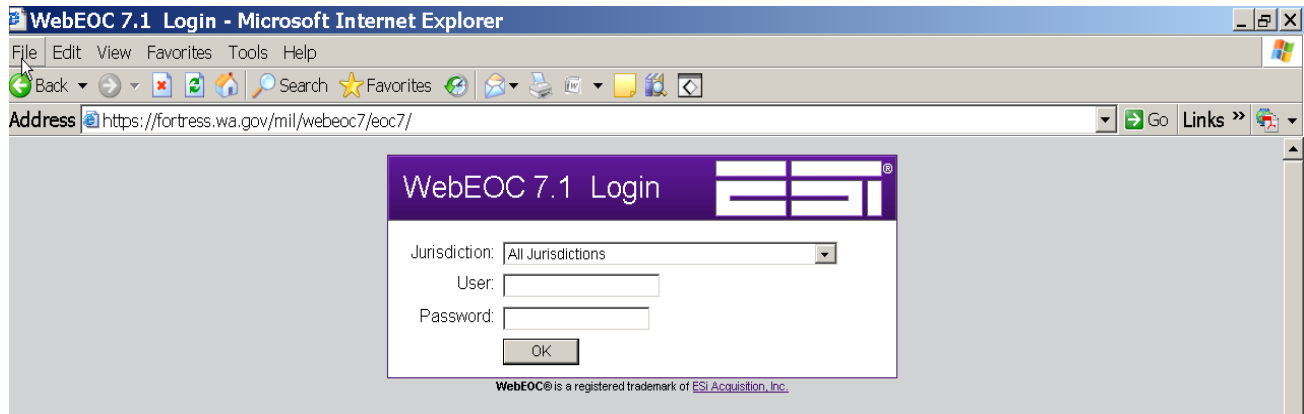 WebEOC 7.1 Login - Microsoft Internet Explorer
File Edit View Favorites Tools Help
Back Search Favorites
Address https://fortress.wa.gov/mil/webeoc7/eoc7/ Go Links »
WebEOC 7.1 Login ESi ®
Jurisdiction: All Jurisdictions
User:
Password:
OK
WebEOC® is a registered trademark of ESi Acquisition, Inc.